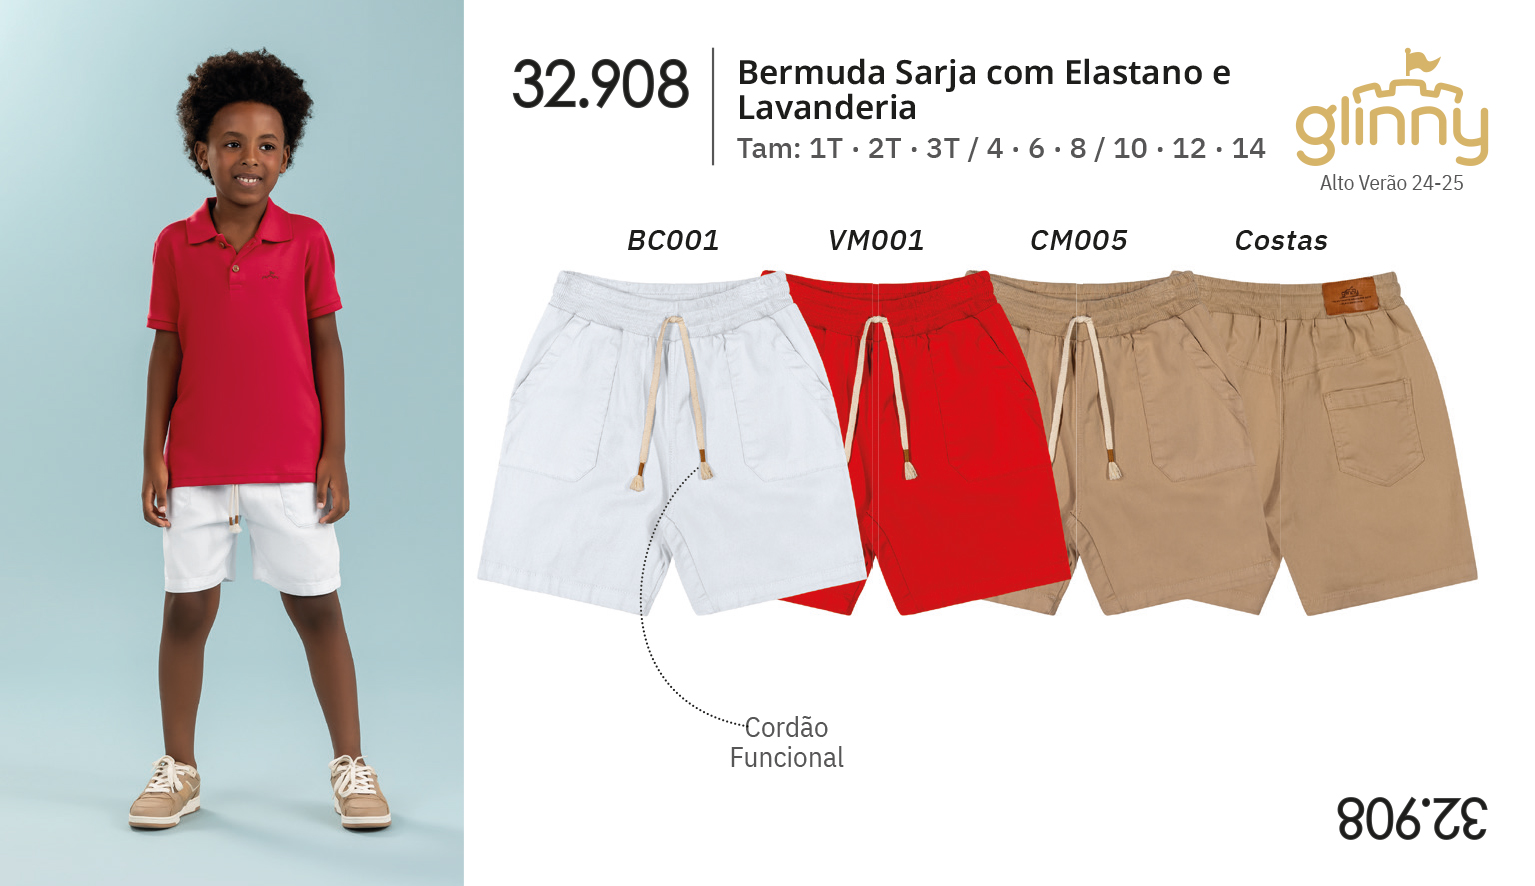 32.908
Bermuda Sarja com Elastano e
Lavanderia
Tam: 1T · 2T · 3T / 4 · 6 · 8 / 10 · 12 · 14
glinny
Alto Verão 24-25
BC001
VM001
CM005
Costas
glinny
Cordão
Funcional
32.908